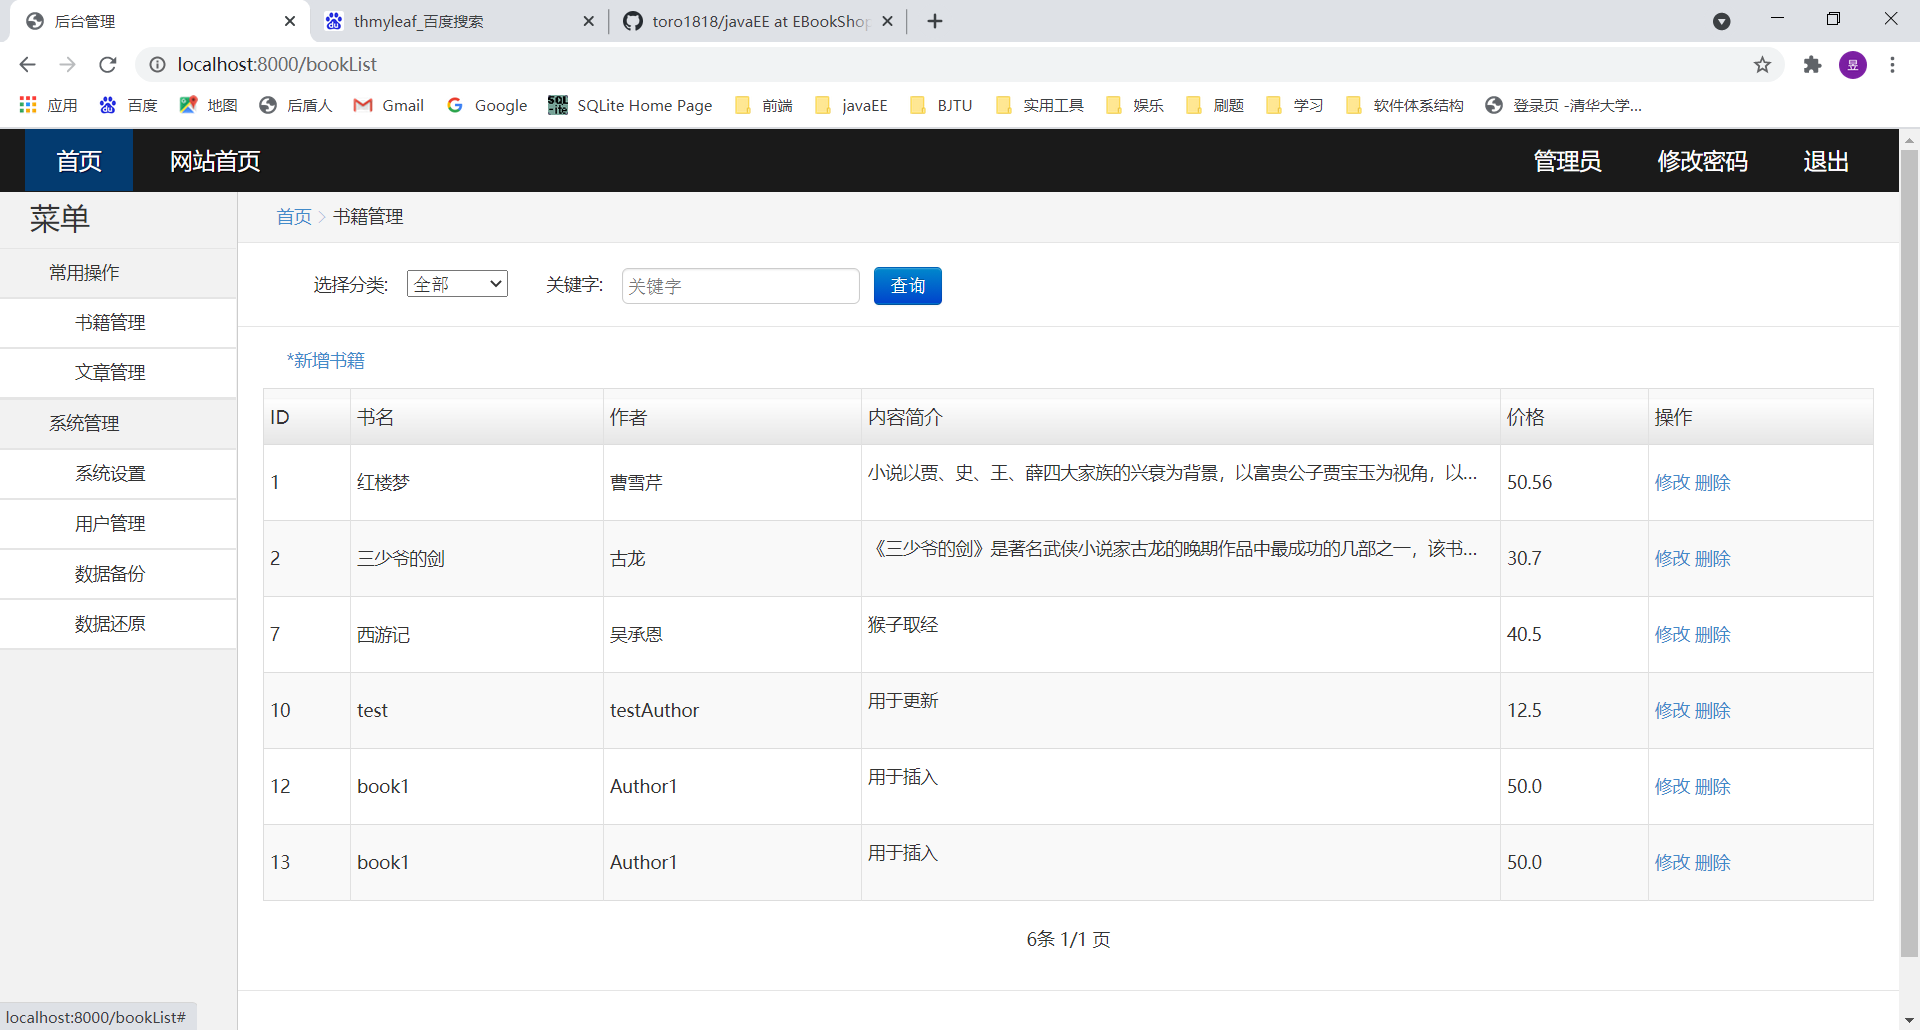 后台管理
thmyleaf_百度搜索
toro1818/javaEE at EBookShop
localhost:8000/bookList
昱
应用 百度 地图 后盾人 Gmail Google SQLite Home Page 前端 javaEE BJTU 实用工具 娱乐 刷题 学习 软件体系结构 登录页 -清华大学...
首页 网站首页 管理员 修改密码 退出
菜单
常用操作
书籍管理
文章管理
系统管理
系统设置
用户管理
数据备份
数据还原
首页 > 书籍管理
选择分类: 全部 关键字: 关键字 查询
*新增书籍
ID 书名 作者 内容简介 价格 操作
1 红楼梦 曹雪芹 小说以贾、史、王、薛四大家族的兴衰为背景，以富贵公子贾宝玉为视角，以... 50.56 修改 删除
2 三少爷的剑 古龙 《三少爷的剑》是著名武侠小说家古龙的晚期作品中最成功的几部之一，该书... 30.7 修改 删除
7 西游记 吴承恩 猴子取经 40.5 修改 删除
10 test testAuthor 用于更新 12.5 修改 删除
12 book1 Author1 用于插入 50.0 修改 删除
13 book1 Author1 用于插入 50.0 修改 删除
6条 1/1 页
localhost:8000/bookList#